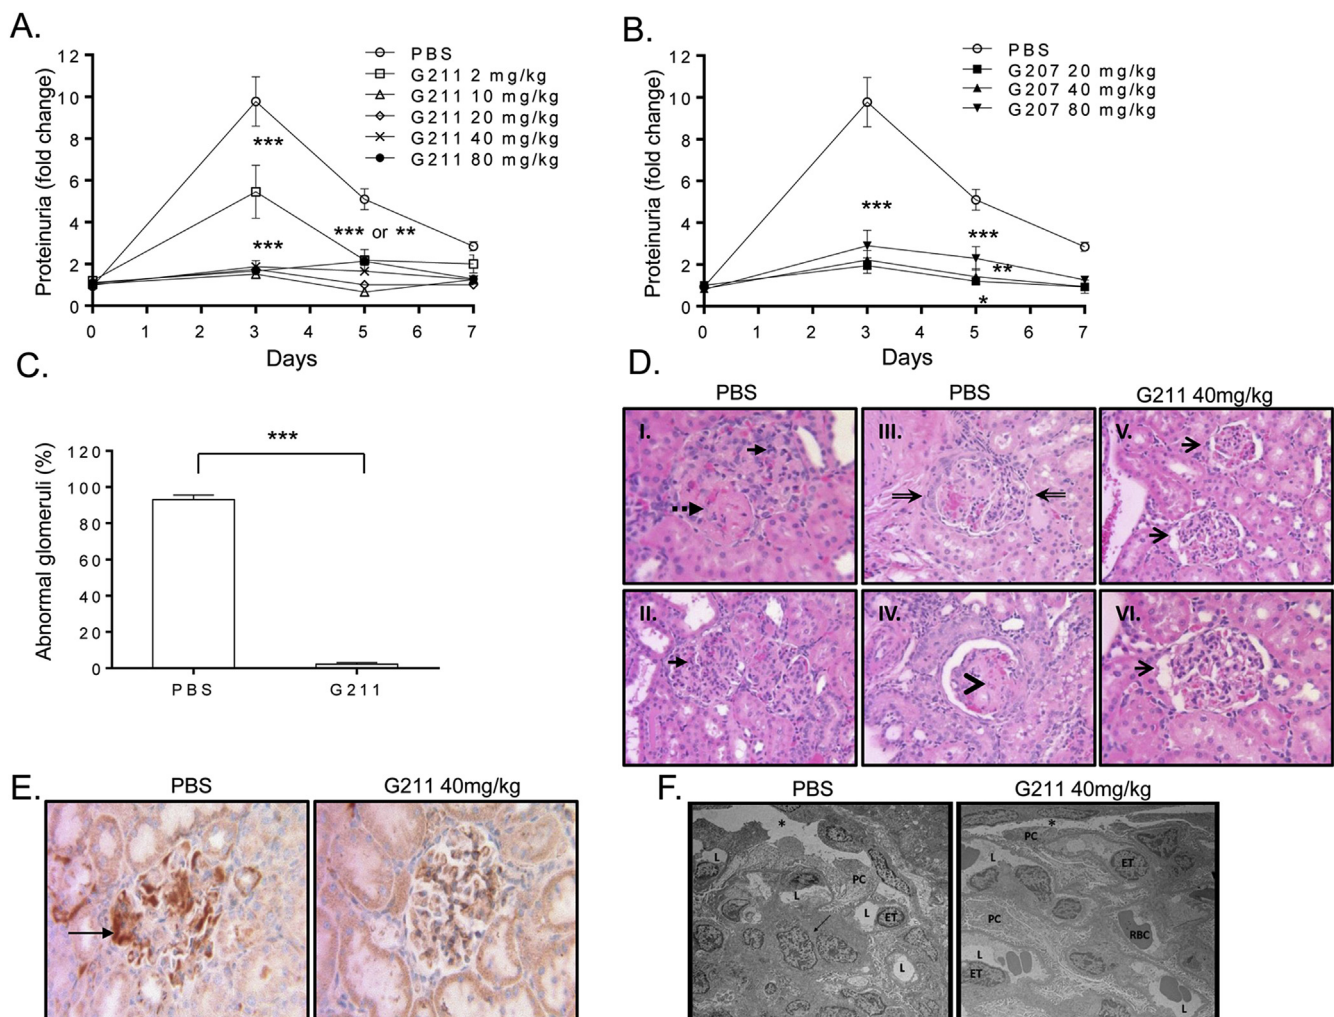 A.
12
10
8
6
4
2
0
Proteinuria (fold change)
PBS
G211 2 mg/kg
G211 10 mg/kg
G211 20 mg/kg
G211 40 mg/kg
G211 80 mg/kg
***
***
*** or **
0 1 2 3 4 5 7
Days
B.
12
10
8
6
4
2
0
Proteinuria (fold change)
PBS
G207 20 mg/kg
G207 40 mg/kg
G207 80 mg/kg
***
***
**
*
0 1 2 3 4 5 7
Days
C.
120
100
80
60
40
20
0
Abnormal glomeruli (%)
***
PBS G211
D.
PBS PBS G211 40mg/kg
I. III. V.
II. IV. VI.
E.
PBS G211 40mg/kg
F.
PBS G211 40mg/kg
*
L
PC
L
L
ET
L
*
PC
L
ET
PC
RBC
L
ET
L